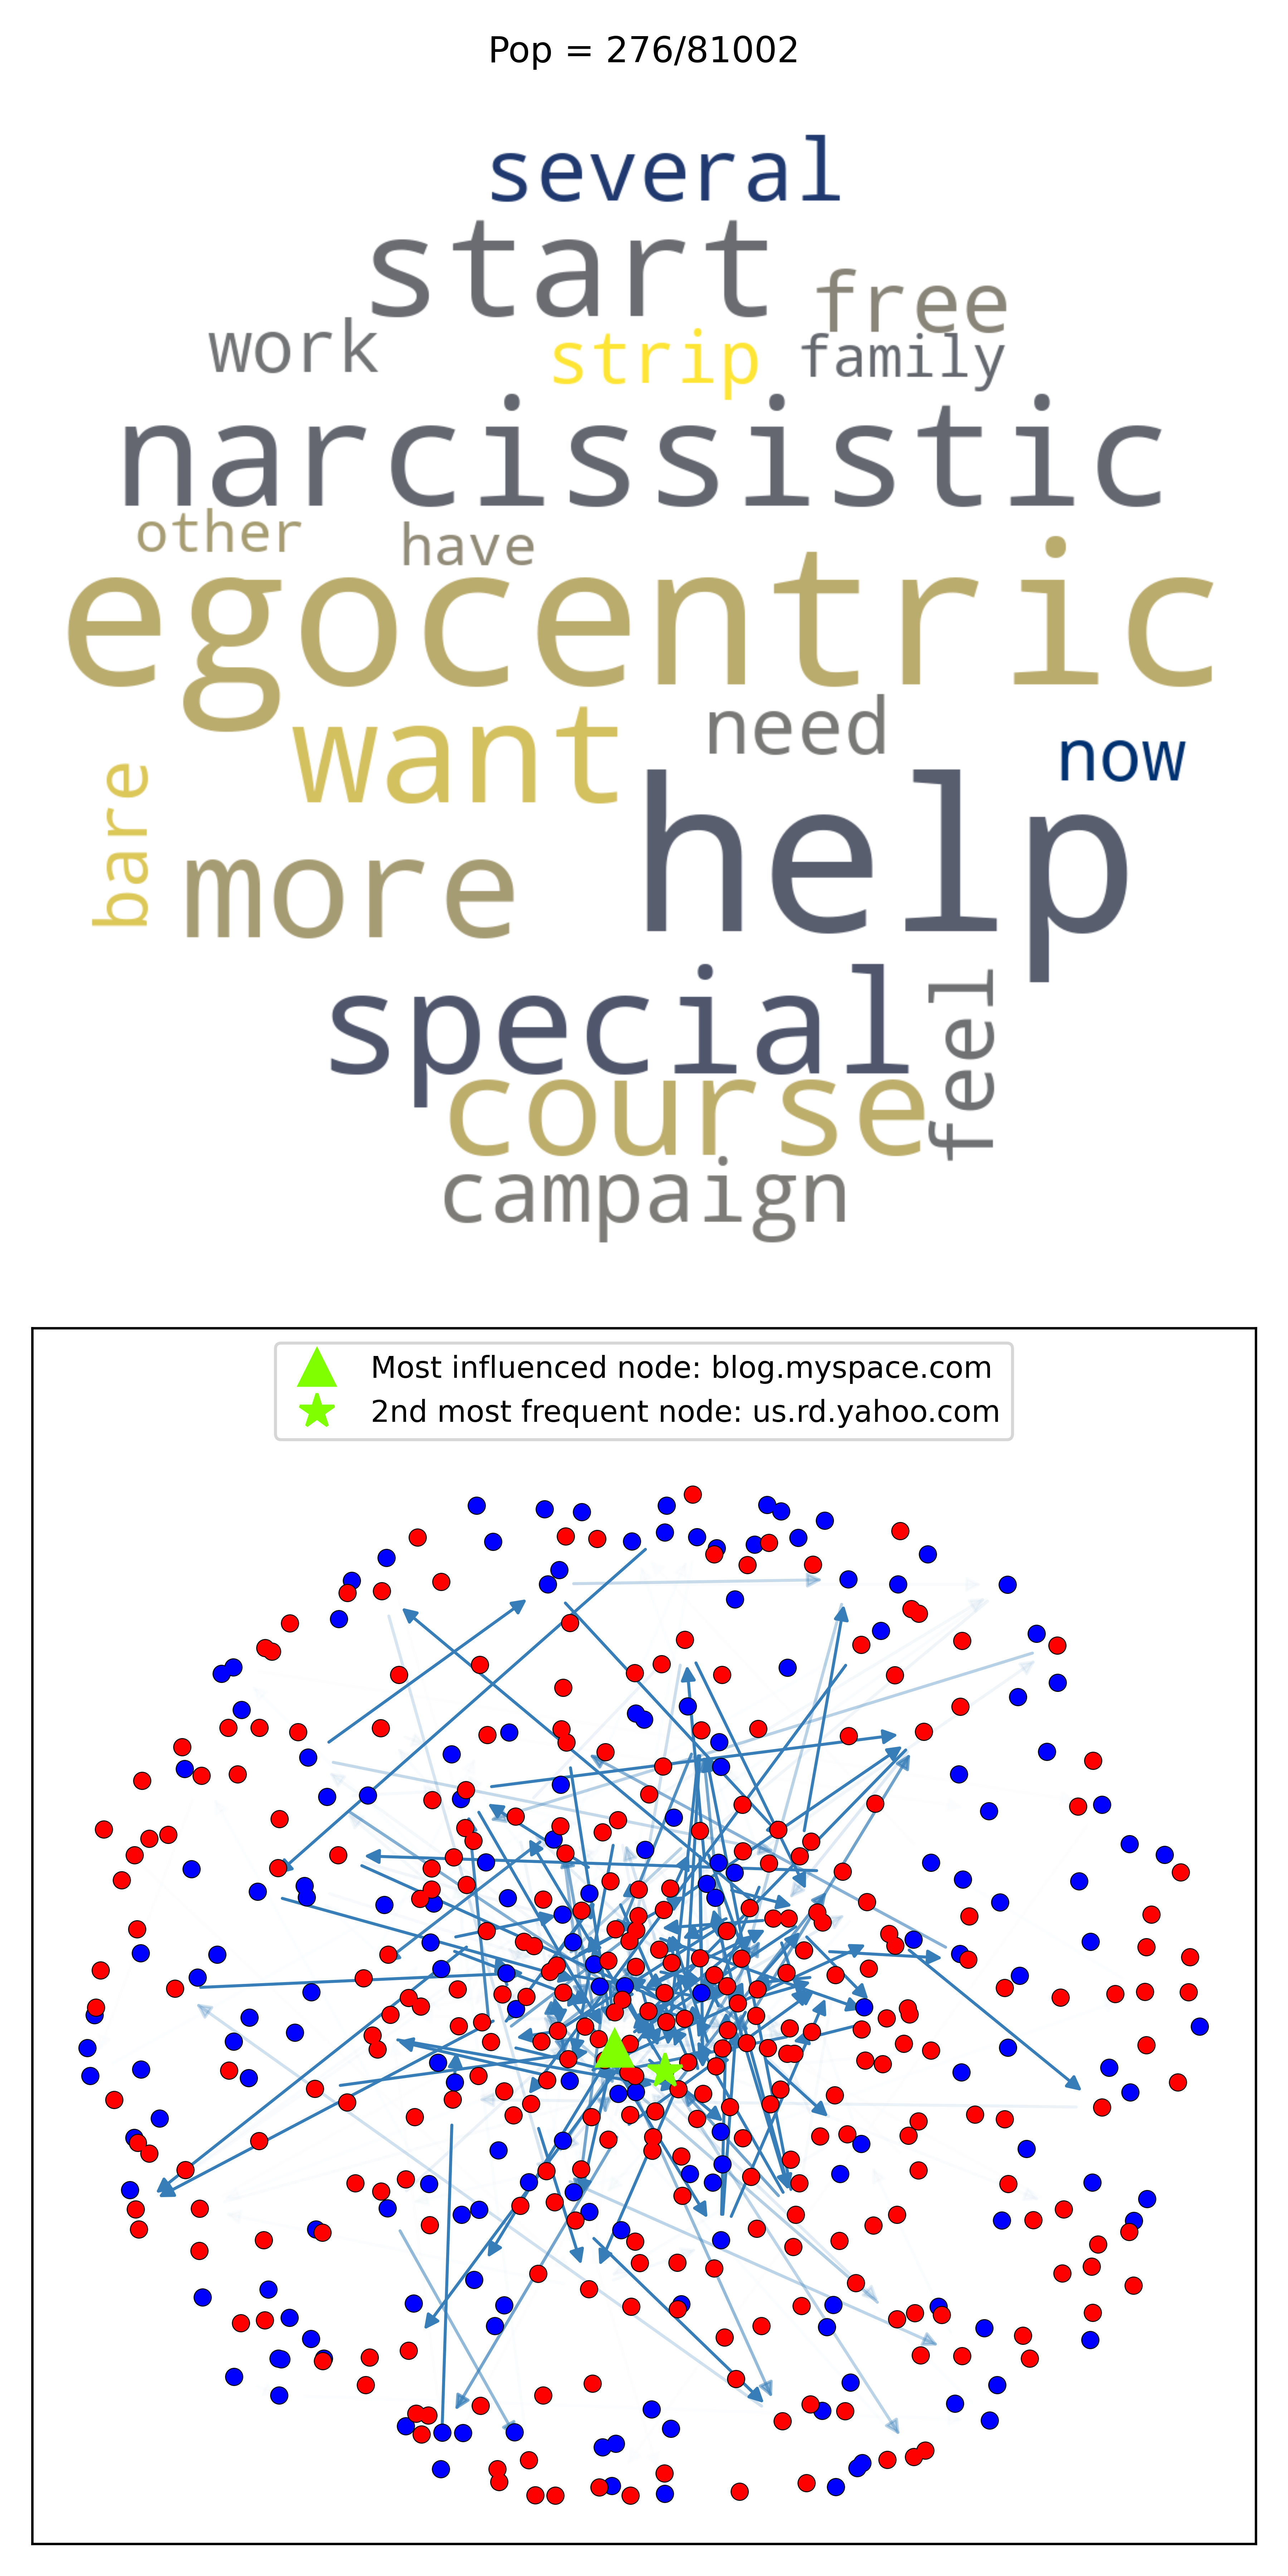 Pop = 276/81002
several
start
free
work
strip
family
narcissistic
other
have
egocentric
want
need
now
bare
more
help
special
feel
course
campaign
Most influenced node: blog.myspace.com
2nd most frequent node: us.rd.yahoo.com